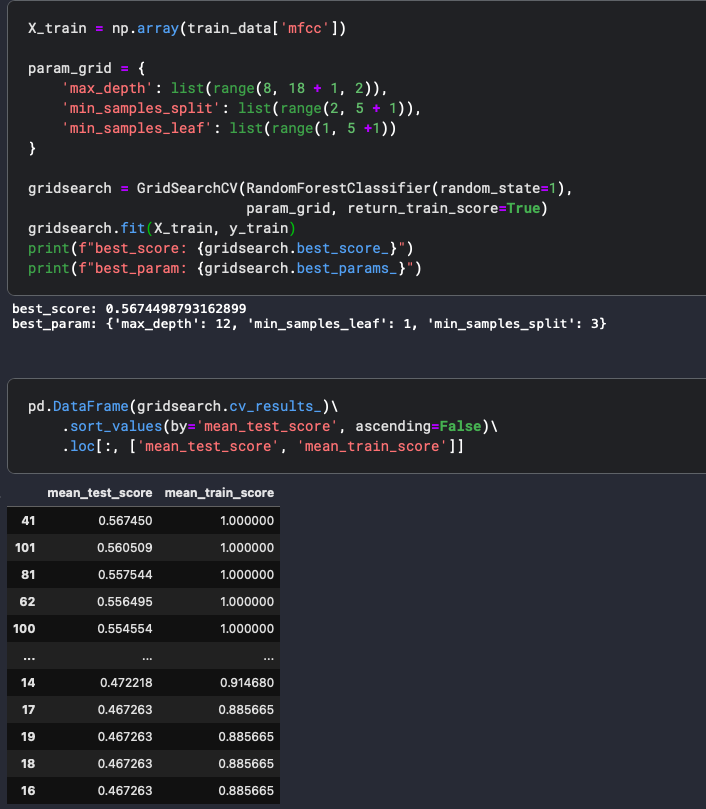 X_train = np.array(train_data['mfcc'])
param_grid = {
'max_depth': list(range(8, 18 + 1, 2)),
'min_samples_split': list(range(2, 5 + 1)),
'min_samples_leaf': list(range(1, 5 +1))
}
gridsearch = GridSearchCV(RandomForestClassifier(random_state=1),
param_grid, return_train_score=True)
gridsearch.fit(X_train, y_train)
print(f"best_score: {gridsearch.best_score_}")
print(f"best_param: {gridsearch.best_params_}")
best_score: 0.5674498793162899
best_param: {'max_depth': 12, 'min_samples_leaf': 1, 'min_samples_split': 3}
pd.DataFrame(gridsearch.cv_results_)\
.sort_values(by='mean_test_score', ascending=False)\
.loc[:, ['mean_test_score', 'mean_train_score']]
mean_test_score mean_train_score
41 0.567450 1.000000
101 0.560509 1.000000
81 0.557544 1.000000
62 0.556495 1.000000
100 0.554554 1.000000
... ... ...
14 0.472218 0.914680
17 0.467263 0.885665
19 0.467263 0.885665
18 0.467263 0.885665
16 0.467263 0.885665